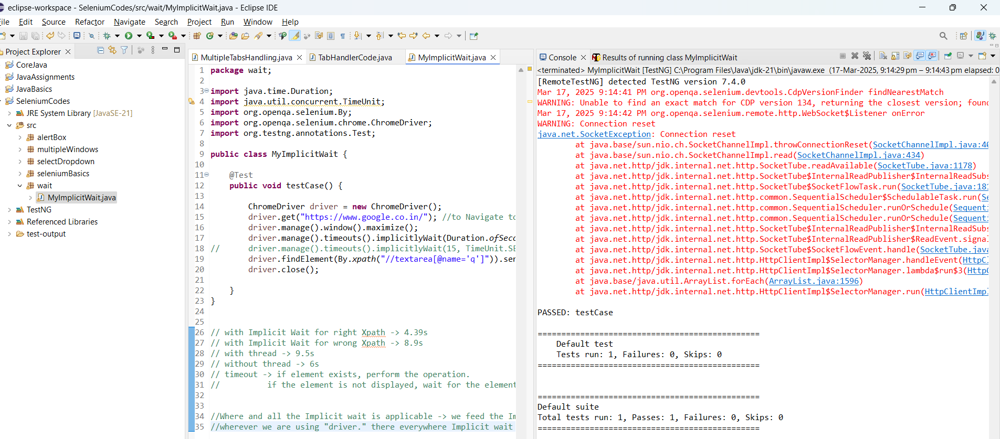 eclipse-workspace - SeleniumCodes/src/wait/MyImplicitWait.java - Eclipse IDE
File Edit Source Refactor Navigate Search Project Run Window Help
Project Explorer
CoreJava
JavaAssignments
JavaBasics
SeleniumCodes
JRE System Library [JavaSE-21]
src
alertBox
multipleWindows
selectDropdown
seleniumBasics
wait
MyImplicitWait.java
TestNG
Referenced Libraries
test-output
MultipleTabsHandling.java TabHandlerCode.java MyImplicitWait.java
1 package wait;
2
3 import java.time.Duration;
4 import java.util.concurrent.TimeUnit;
5 import org.openqa.selenium.By;
6 import org.openqa.selenium.chrome.ChromeDriver;
7 import org.testng.annotations.Test;
8
9 public class MyImplicitWait {
10
11 @Test
12 public void testCase() {
13
14 ChromeDriver driver = new ChromeDriver();
15 driver.get("https://www.google.co.in/"); //to Navigate to
16 driver.manage().window().maximize();
17 driver.manage().timeouts().implicitlyWait(Duration.ofSec
18 // driver.manage().timeouts().implicitlyWait(15, TimeUnit.SE
19 driver.findElement(By.xpath("//textarea[@name='q']")).sen
20 driver.close();
21
22 }
23 }
24
25
26 // with Implicit Wait for right Xpath -> 4.39s
27 // with Implicit Wait for wrong Xpath -> 8.9s
28 // with thread -> 9.5s
29 // without thread -> 6s
30 // timeout -> if element exists, perform the operation.
31 // if the element is not displayed, wait for the element
32
33
34 //Where and all the Implicit wait is applicable -> we feed the Im
35 //wherever we are using "driver." there everywhere Implicit wait
Console Results of running class MyImplicitWait
<terminated> MyImplicitWait [TestNG] C:\Program Files\Java\jdk-21\bin\javaw.exe (17-Mar-2025, 9:14:29 pm – 9:14:43 pm elapsed: 0
[RemoteTestNG] detected TestNG version 7.4.0
Mar 17, 2025 9:14:41 PM org.openqa.selenium.devtools.CdpVersionFinder findNearestMatch
WARNING: Unable to find an exact match for CDP version 134, returning the closest version; found
Mar 17, 2025 9:14:42 PM org.openqa.selenium.remote.http.WebSocket$Listener onError
WARNING: Connection reset
java.net.SocketException: Connection reset
at java.base/sun.nio.ch.SocketChannelImpl.throwConnectionReset(SocketChannelImpl.java:40
at java.base/sun.nio.ch.SocketChannelImpl.read(SocketChannelImpl.java:434)
at java.net.http/jdk.internal.net.http.SocketTube.readAvailable(SocketTube.java:1178)
at java.net.http/jdk.internal.net.http.SocketTube$InternalReadPublisher$InternalReadSubs
at java.net.http/jdk.internal.net.http.SocketTube$SocketFlowTask.run(SocketTube.java:181
at java.net.http/jdk.internal.net.http.common.SequentialScheduler$SchedulableTask.run(Se
at java.net.http/jdk.internal.net.http.common.SequentialScheduler.runOrSchedule(Sequenti
at java.net.http/jdk.internal.net.http.common.SequentialScheduler.runOrSchedule(Sequenti
at java.net.http/jdk.internal.net.http.SocketTube$InternalReadPublisher$InternalReadSubs
at java.net.http/jdk.internal.net.http.SocketTube$InternalReadPublisher$ReadEvent.signal
at java.net.http/jdk.internal.net.http.SocketTube$SocketFlowEvent.handle(SocketTube.java
at java.net.http/jdk.internal.net.http.HttpClientImpl$SelectorManager.handleEvent(HttpCl
at java.net.http/jdk.internal.net.http.HttpClientImpl$SelectorManager.lambda$run$3(HttpC
at java.base/java.util.ArrayList.forEach(ArrayList.java:1596)
at java.net.http/jdk.internal.net.http.HttpClientImpl$SelectorManager.run(HttpClientImpl
PASSED: testCase
===============================================
Default test
Tests run: 1, Failures: 0, Skips: 0
===============================================
===============================================
Default suite
Total tests run: 1, Passes: 1, Failures: 0, Skips: 0
===============================================